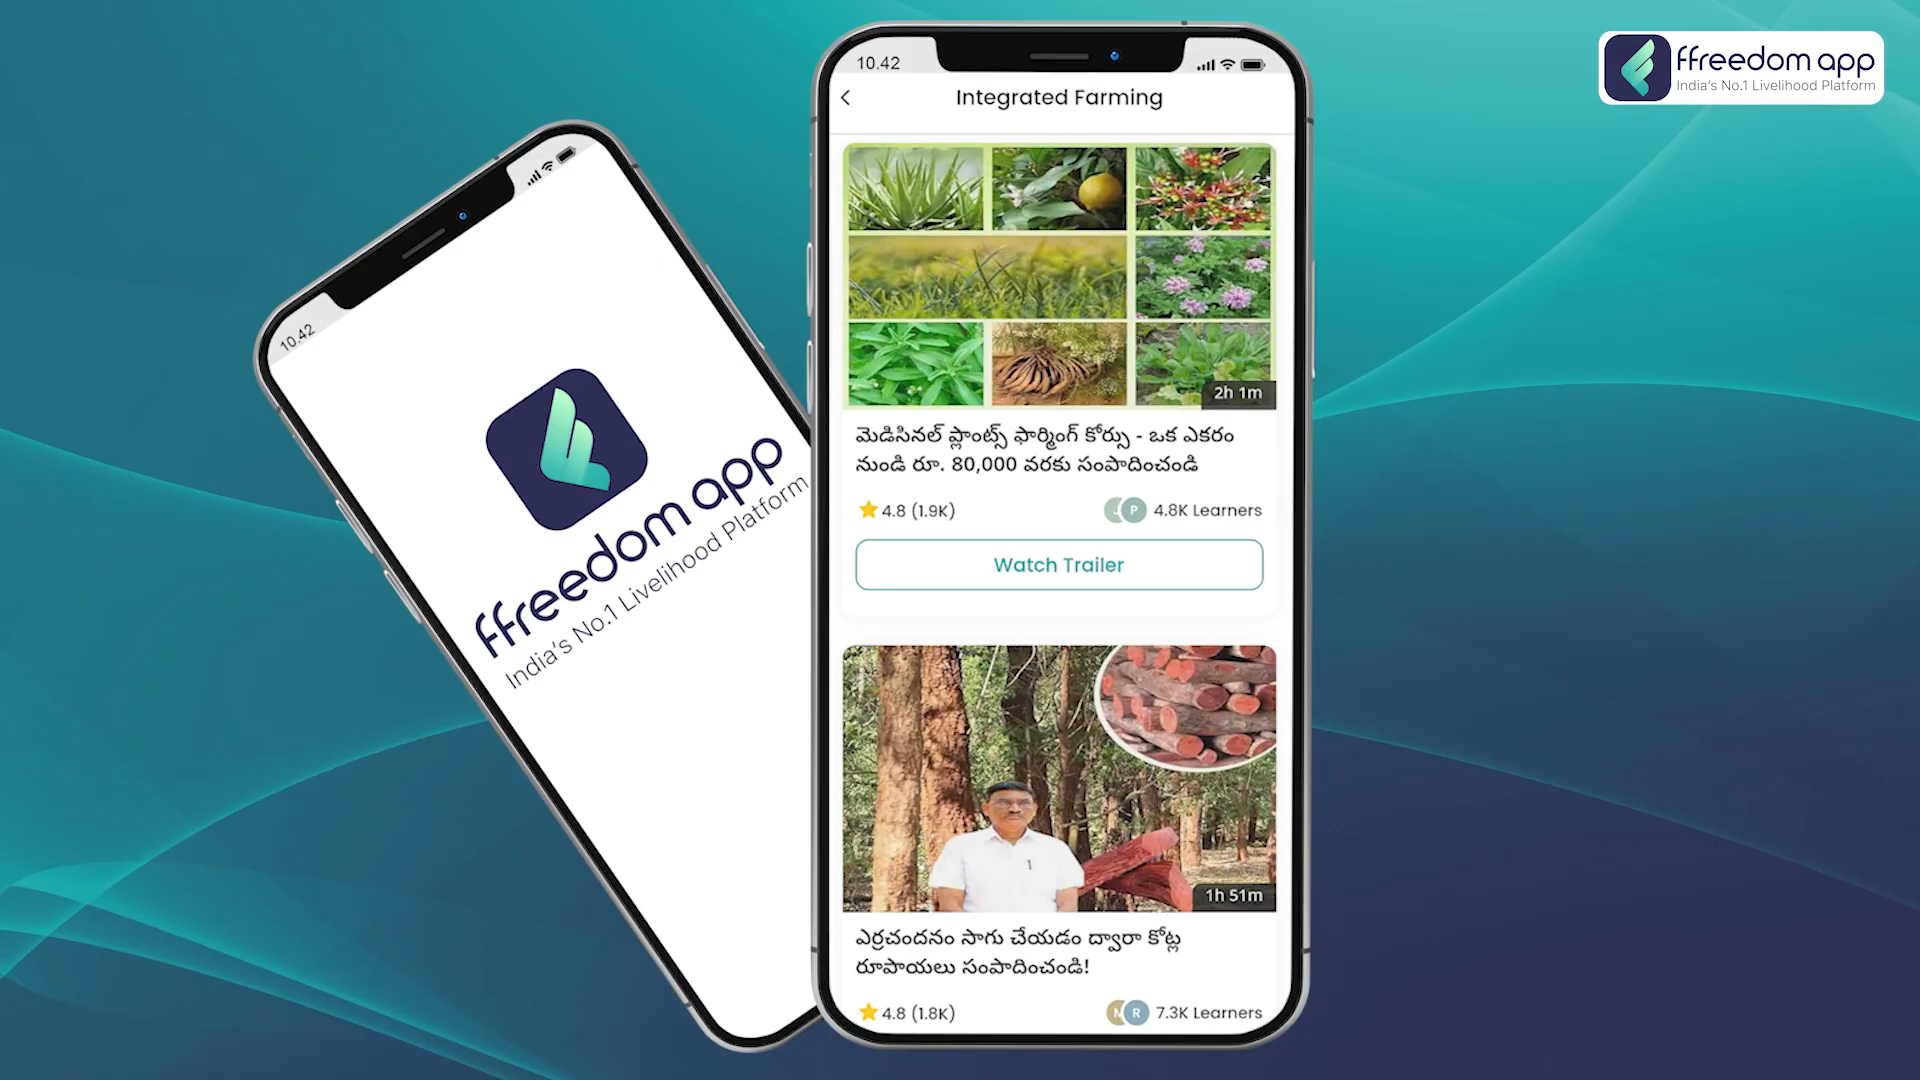 ffreedom app
India's No.1 Livelihood Platform
10.42
ffreedom app
India's No.1 Livelihood Platform
10.42
Integrated Farming
2h 1m
మెడిసినల్ ప్లాంట్స్ ఫార్మింగ్ కోర్సు - ఒక ఎకరం
నుండి రూ. 80,000 వరకు సంపాదించండి
4.8 (1.9K)
J P 4.8K Learners
Watch Trailer
1h 51m
ఎర్రచందనం సాగు చేయడం ద్వారా కోట్ల
రూపాయలు సంపాదించండి!
4.8 (1.8K)
N R 7.3K Learners